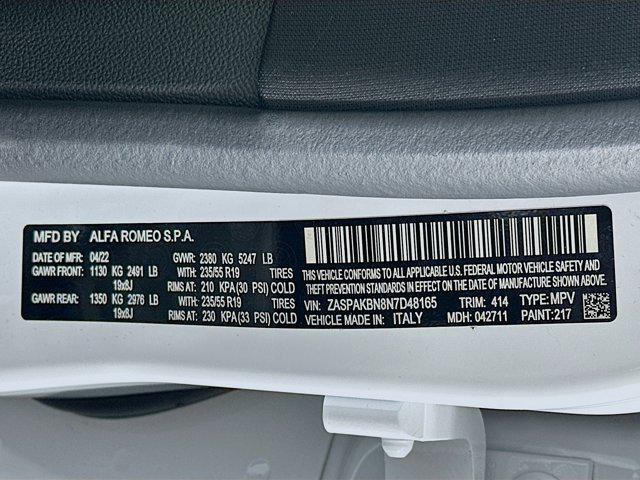 MFD BY ALFA ROMEO S.P.A.
DATE OF MFR: 04/22 GWR: 2380 KG 5247 LB
GAWR FRONT: 1130 KG 2491 LB WITH: 235/55 R19 TIRES
19x8J RIMS AT: 210 KPA(30 PSI) COLD
GAWR REAR: 1350 KG 2976 LB WITH: 235/55 R19 TIRES
19x8J RIMS AT: 230 KPA(33 PSI) COLD
THIS VEHICLE CONFORMS TO ALL APPLICABLE U.S. FEDERAL MOTOR VEHICLE SAFETY
AND THEFT PREVENTION STANDARDS IN EFFECT ON THE DATE OF MANUFACTURE SHOWN ABOVE
VIN: ZASPAKBN8N7D48165 TRIM: 414 TYPE: MPV
VEHICLE MADE IN: ITALY MDH: 042711 PAINT: 217